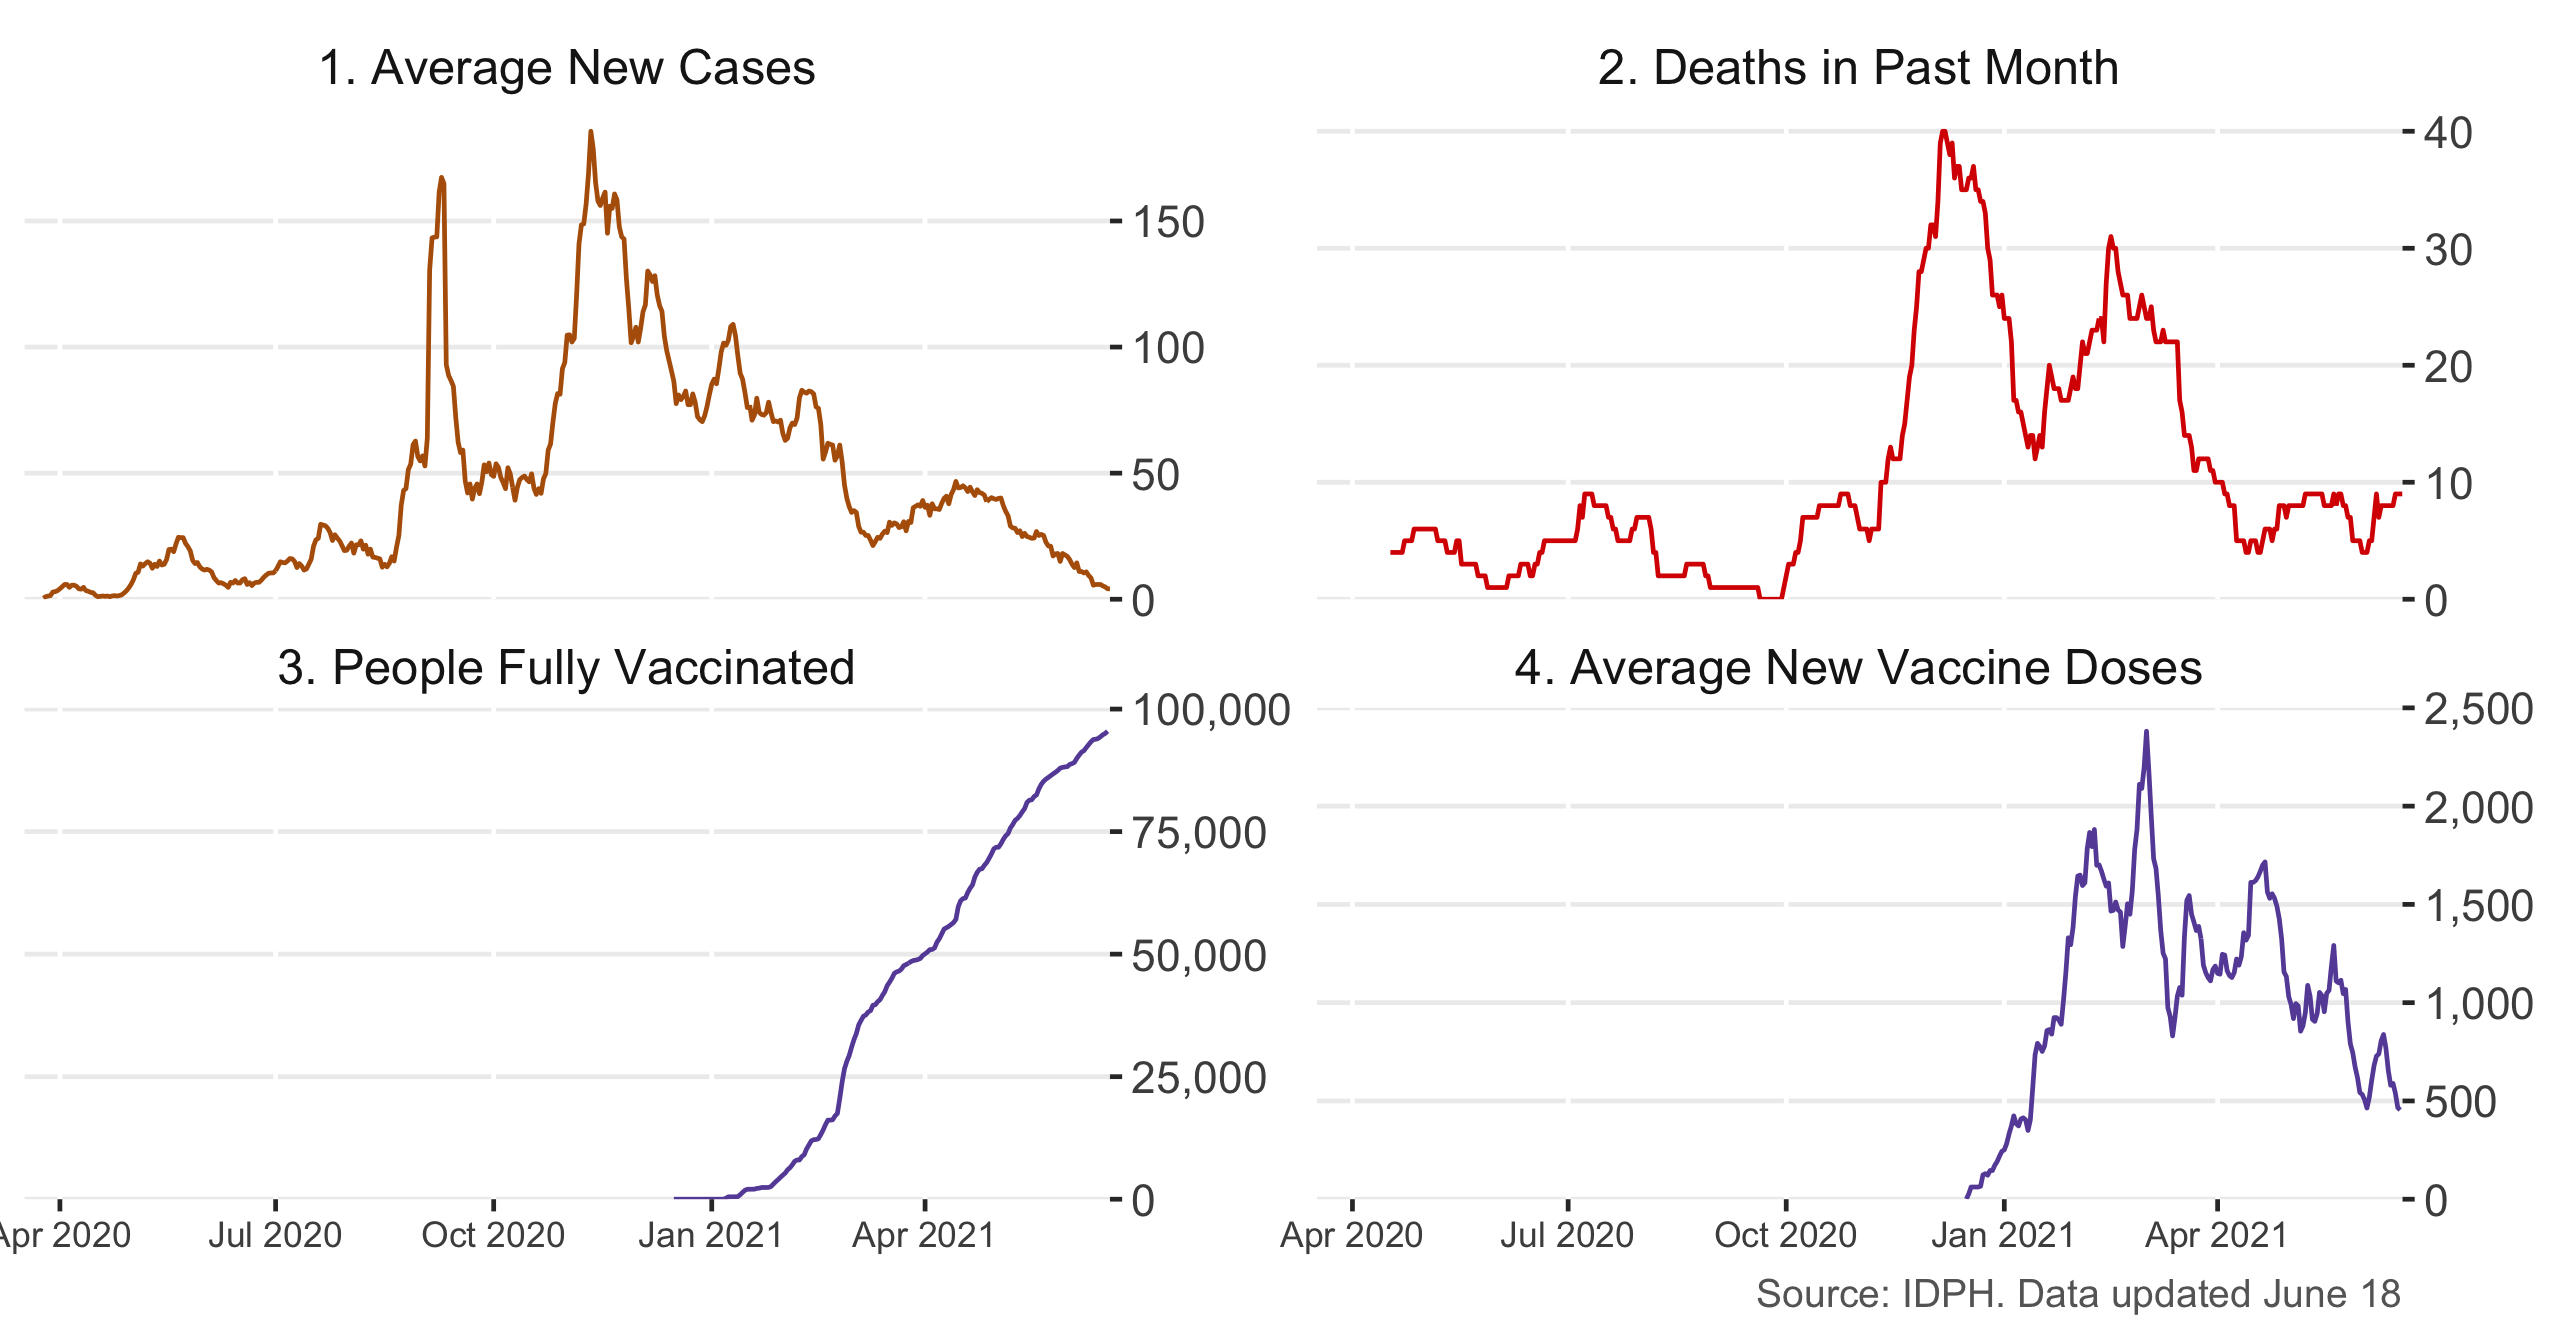 1. Average New Cases
150
100
50
0
2. Deaths in Past Month
40
30
20
10
0
3. People Fully Vaccinated
100,000
75,000
50,000
25,000
0
Apr 2020 Jul 2020 Oct 2020 Jan 2021 Apr 2021
4. Average New Vaccine Doses
2,500
2,000
1,500
1,000
500
0
Apr 2020 Jul 2020 Oct 2020 Jan 2021 Apr 2021
Source: IDPH. Data updated June 18